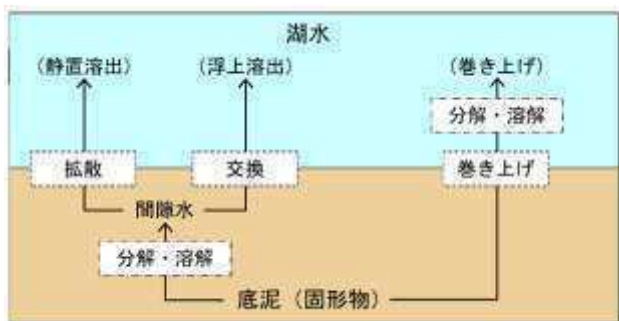 湖水
(静置溶出)
(浮上溶出)
(巻き上げ)
分解・溶解
拡散
交換
巻き上げ
間隙水
分解・溶解
底泥(固形物)